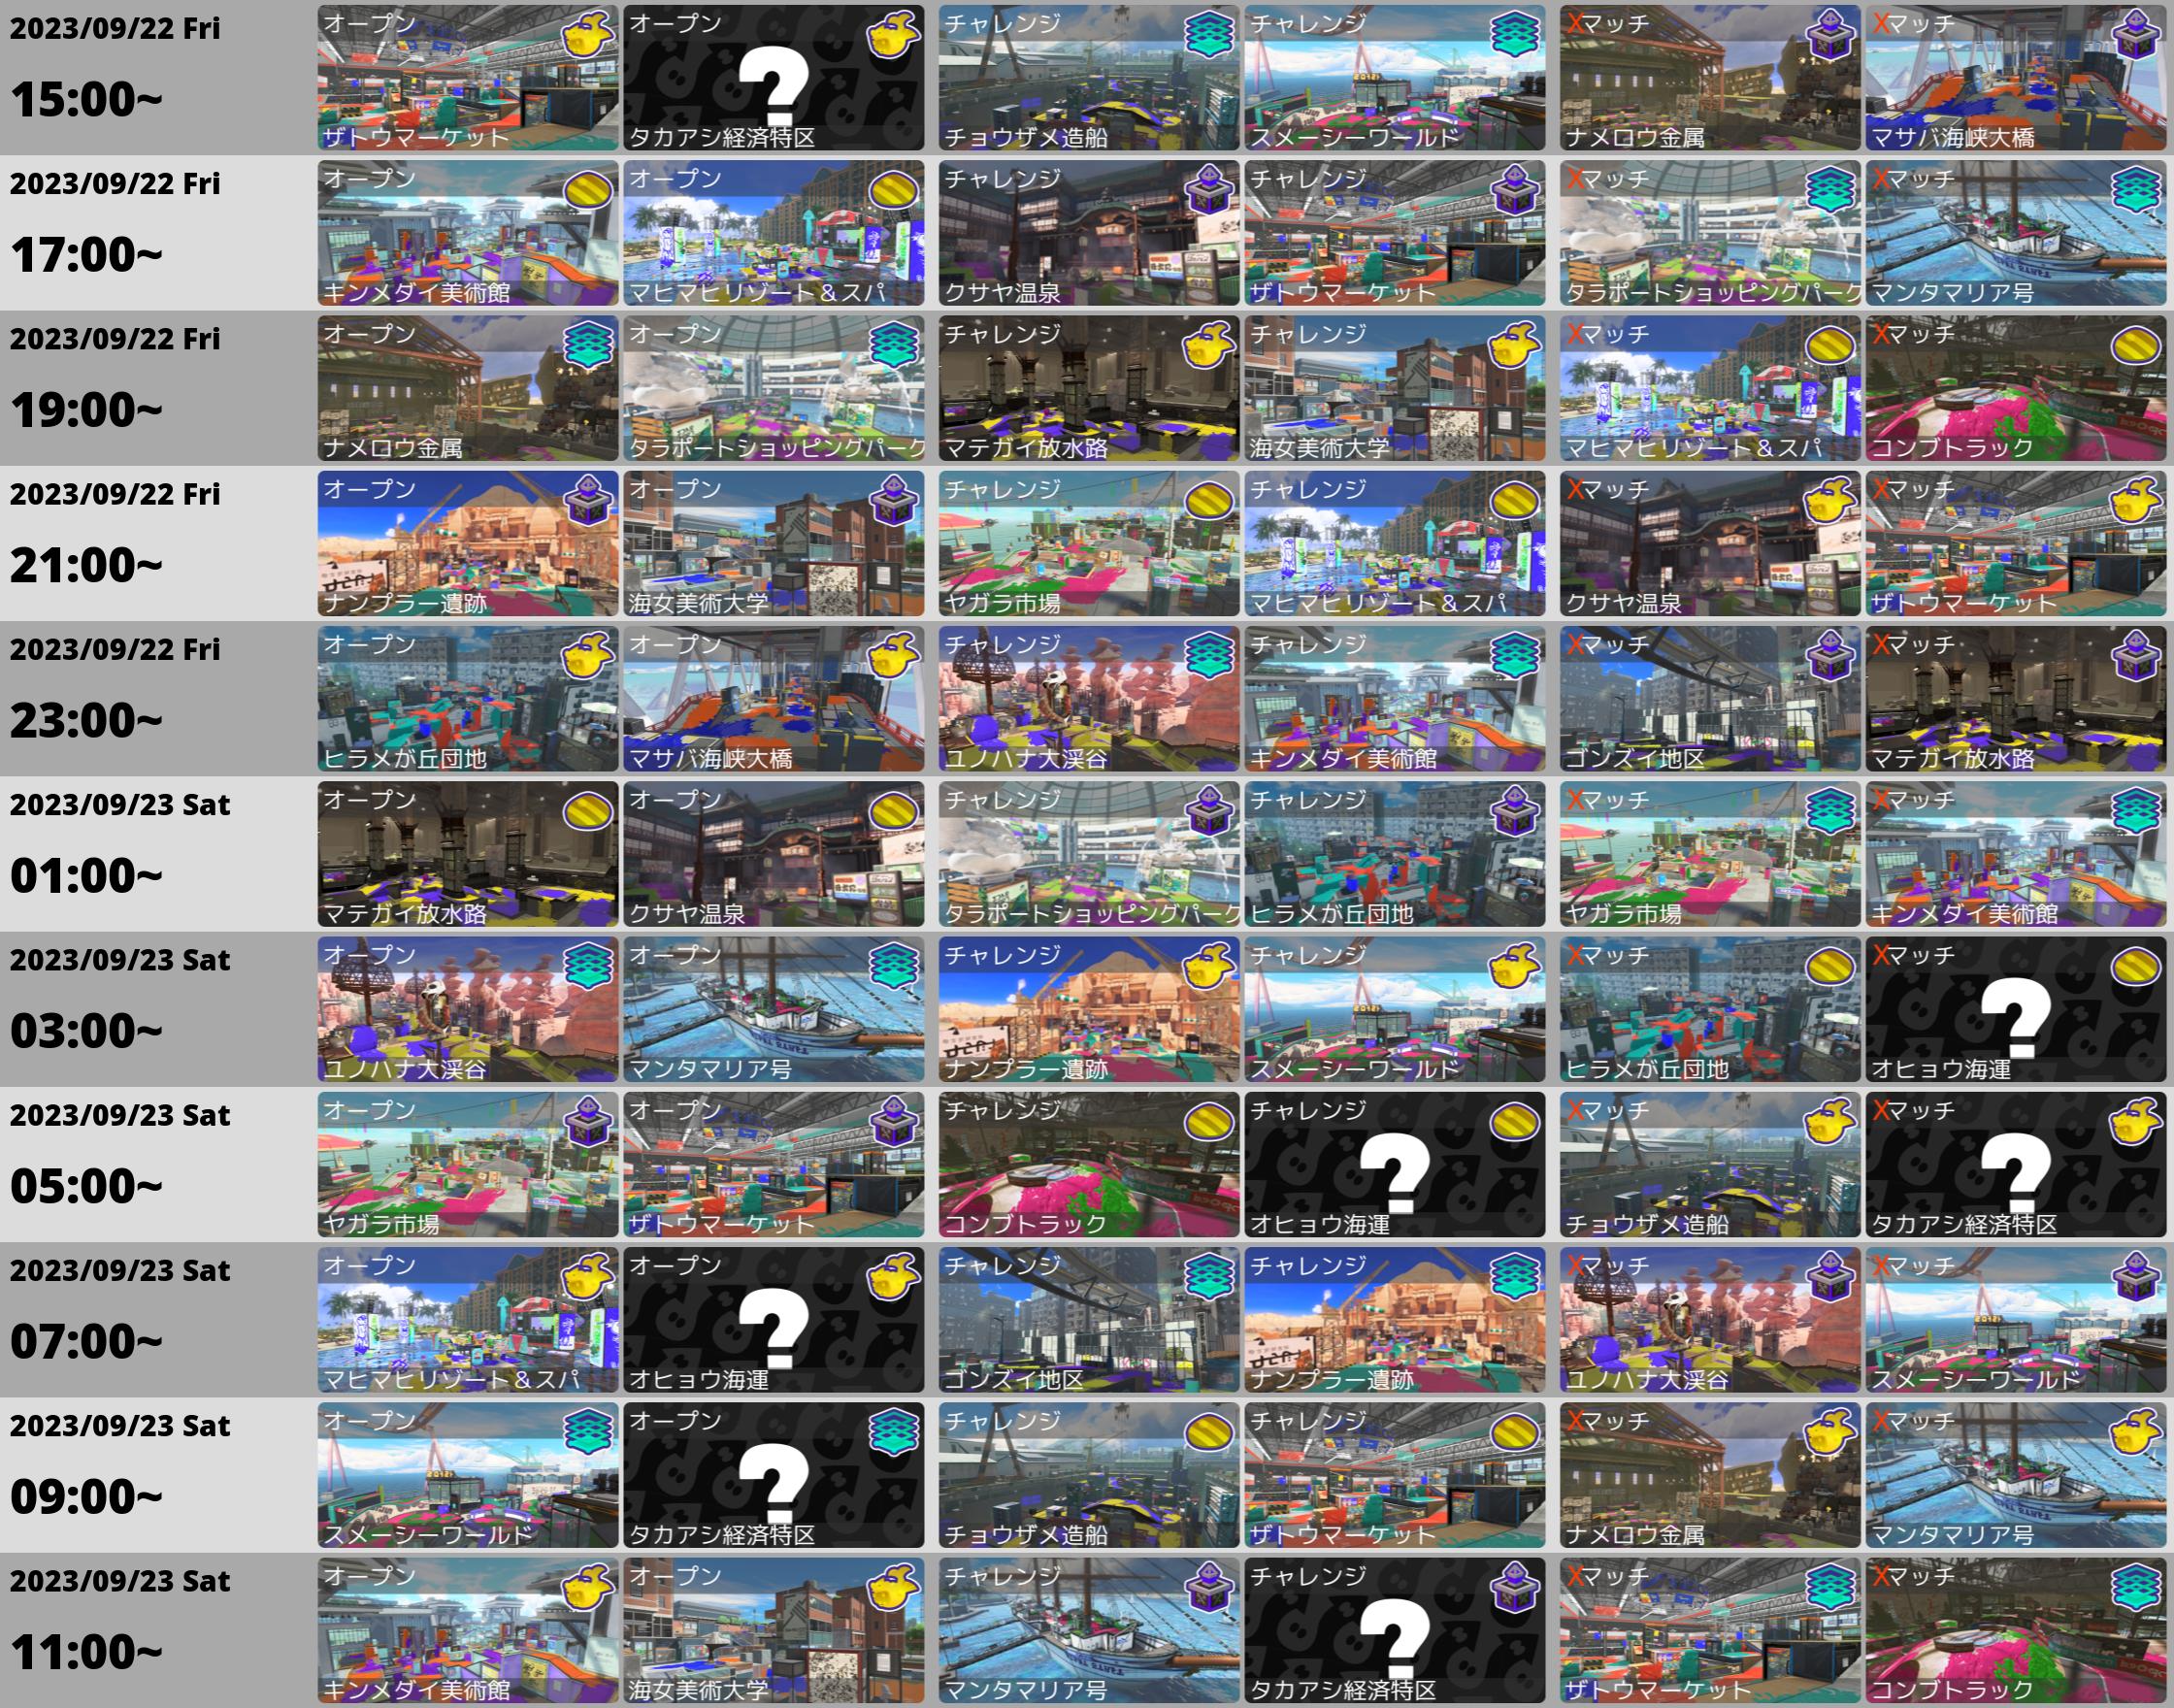 2023/09/22 Fri
15:00~
オープン
ザトウマーケット
オープン
タカアシ経済特区
チャレンジ
チョウザメ造船
チャレンジ
スメーシーワールド
Xマッチ
ナメロウ金属
Xマッチ
マサバ海峡大橋
2023/09/22 Fri
17:00~
オープン
キンメダイ美術館
オープン
マヒマヒリゾート＆スパ
チャレンジ
クサヤ温泉
チャレンジ
ザトウマーケット
Xマッチ
タラポートショッピングパーク
Xマッチ
マンタマリア号
2023/09/22 Fri
19:00~
オープン
ナメロウ金属
オープン
タラポートショッピングパーク
チャレンジ
マテガイ放水路
チャレンジ
海女美術大学
Xマッチ
マヒマヒリゾート＆スパ
Xマッチ
コンブトラック
2023/09/22 Fri
21:00~
オープン
ナンプラー遺跡
オープン
海女美術大学
チャレンジ
ヤガラ市場
チャレンジ
マヒマヒリゾート＆スパ
Xマッチ
クサヤ温泉
Xマッチ
ザトウマーケット
2023/09/22 Fri
23:00~
オープン
ヒラメが丘団地
オープン
マサバ海峡大橋
チャレンジ
ユノハナ大渓谷
チャレンジ
キンメダイ美術館
Xマッチ
ゴンズイ地区
Xマッチ
マテガイ放水路
2023/09/23 Sat
01:00~
オープン
マテガイ放水路
オープン
クサヤ温泉
チャレンジ
タラポートショッピングパーク
チャレンジ
ヒラメが丘団地
Xマッチ
ヤガラ市場
Xマッチ
キンメダイ美術館
2023/09/23 Sat
03:00~
オープン
ユノハナ大渓谷
オープン
マンタマリア号
チャレンジ
ナンプラー遺跡
チャレンジ
スメーシーワールド
Xマッチ
ヒラメが丘団地
Xマッチ
オヒョウ海運
2023/09/23 Sat
05:00~
オープン
ヤガラ市場
オープン
ザトウマーケット
チャレンジ
コンブトラック
チャレンジ
オヒョウ海運
Xマッチ
チョウザメ造船
Xマッチ
タカアシ経済特区
2023/09/23 Sat
07:00~
オープン
マヒマヒリゾート＆スパ
オープン
オヒョウ海運
チャレンジ
ゴンズイ地区
チャレンジ
ナンプラー遺跡
Xマッチ
ユノハナ大渓谷
Xマッチ
スメーシーワールド
2023/09/23 Sat
09:00~
オープン
スメーシーワールド
オープン
タカアシ経済特区
チャレンジ
チョウザメ造船
チャレンジ
ザトウマーケット
Xマッチ
ナメロウ金属
Xマッチ
マンタマリア号
2023/09/23 Sat
11:00~
オープン
キンメダイ美術館
オープン
海女美術大学
チャレンジ
マンタマリア号
チャレンジ
タカアシ経済特区
Xマッチ
ザトウマーケット
Xマッチ
コンブトラック